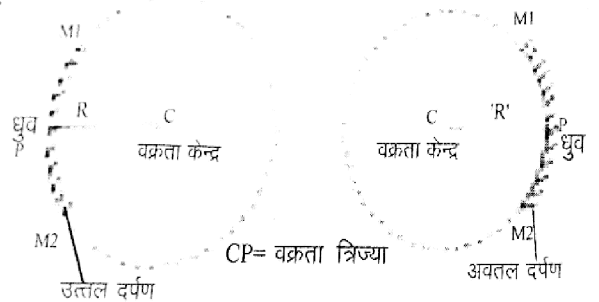 M1 M1
R C C 'R'
ध्रुव P वक्रता केन्द्र वक्रता केन्द्र P ध्रुव
M2 M2
CP= वक्रता त्रिज्या
उत्तल दर्पण अवतल दर्पण